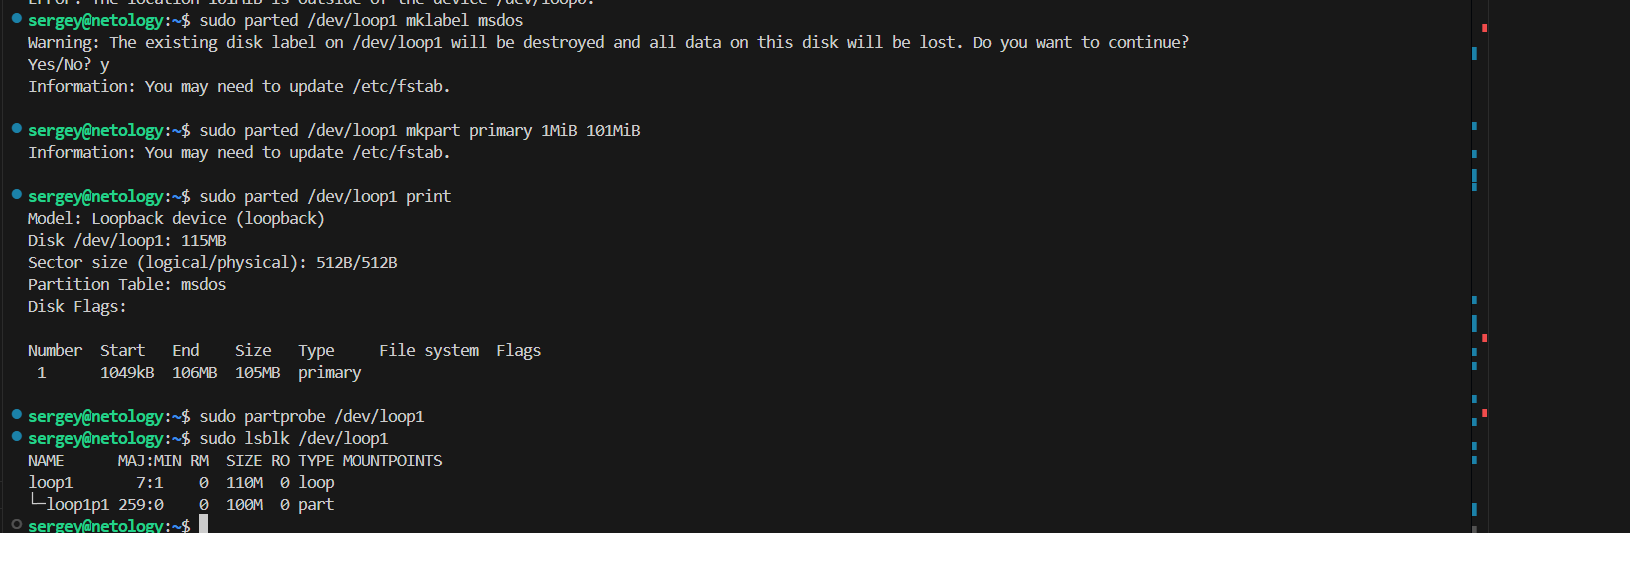 Error: The location 101MiB is outside of the device /dev/loop0.
sergey@netology:~$ sudo parted /dev/loop1 mklabel msdos
Warning: The existing disk label on /dev/loop1 will be destroyed and all data on this disk will be lost. Do you want to continue?
Yes/No? y
Information: You may need to update /etc/fstab.
sergey@netology:~$ sudo parted /dev/loop1 mkpart primary 1MiB 101MiB
Information: You may need to update /etc/fstab.
sergey@netology:~$ sudo parted /dev/loop1 print
Model: Loopback device (loopback)
Disk /dev/loop1: 115MB
Sector size (logical/physical): 512B/512B
Partition Table: msdos
Disk Flags:
Number  Start   End    Size   Type     File system  Flags
 1      1049kB  106MB  105MB  primary
sergey@netology:~$ sudo partprobe /dev/loop1
sergey@netology:~$ sudo lsblk /dev/loop1
NAME      MAJ:MIN RM  SIZE RO TYPE MOUNTPOINTS
loop1       7:1    0  110M  0 loop
└─loop1p1 259:0    0  100M  0 part
sergey@netology:~$